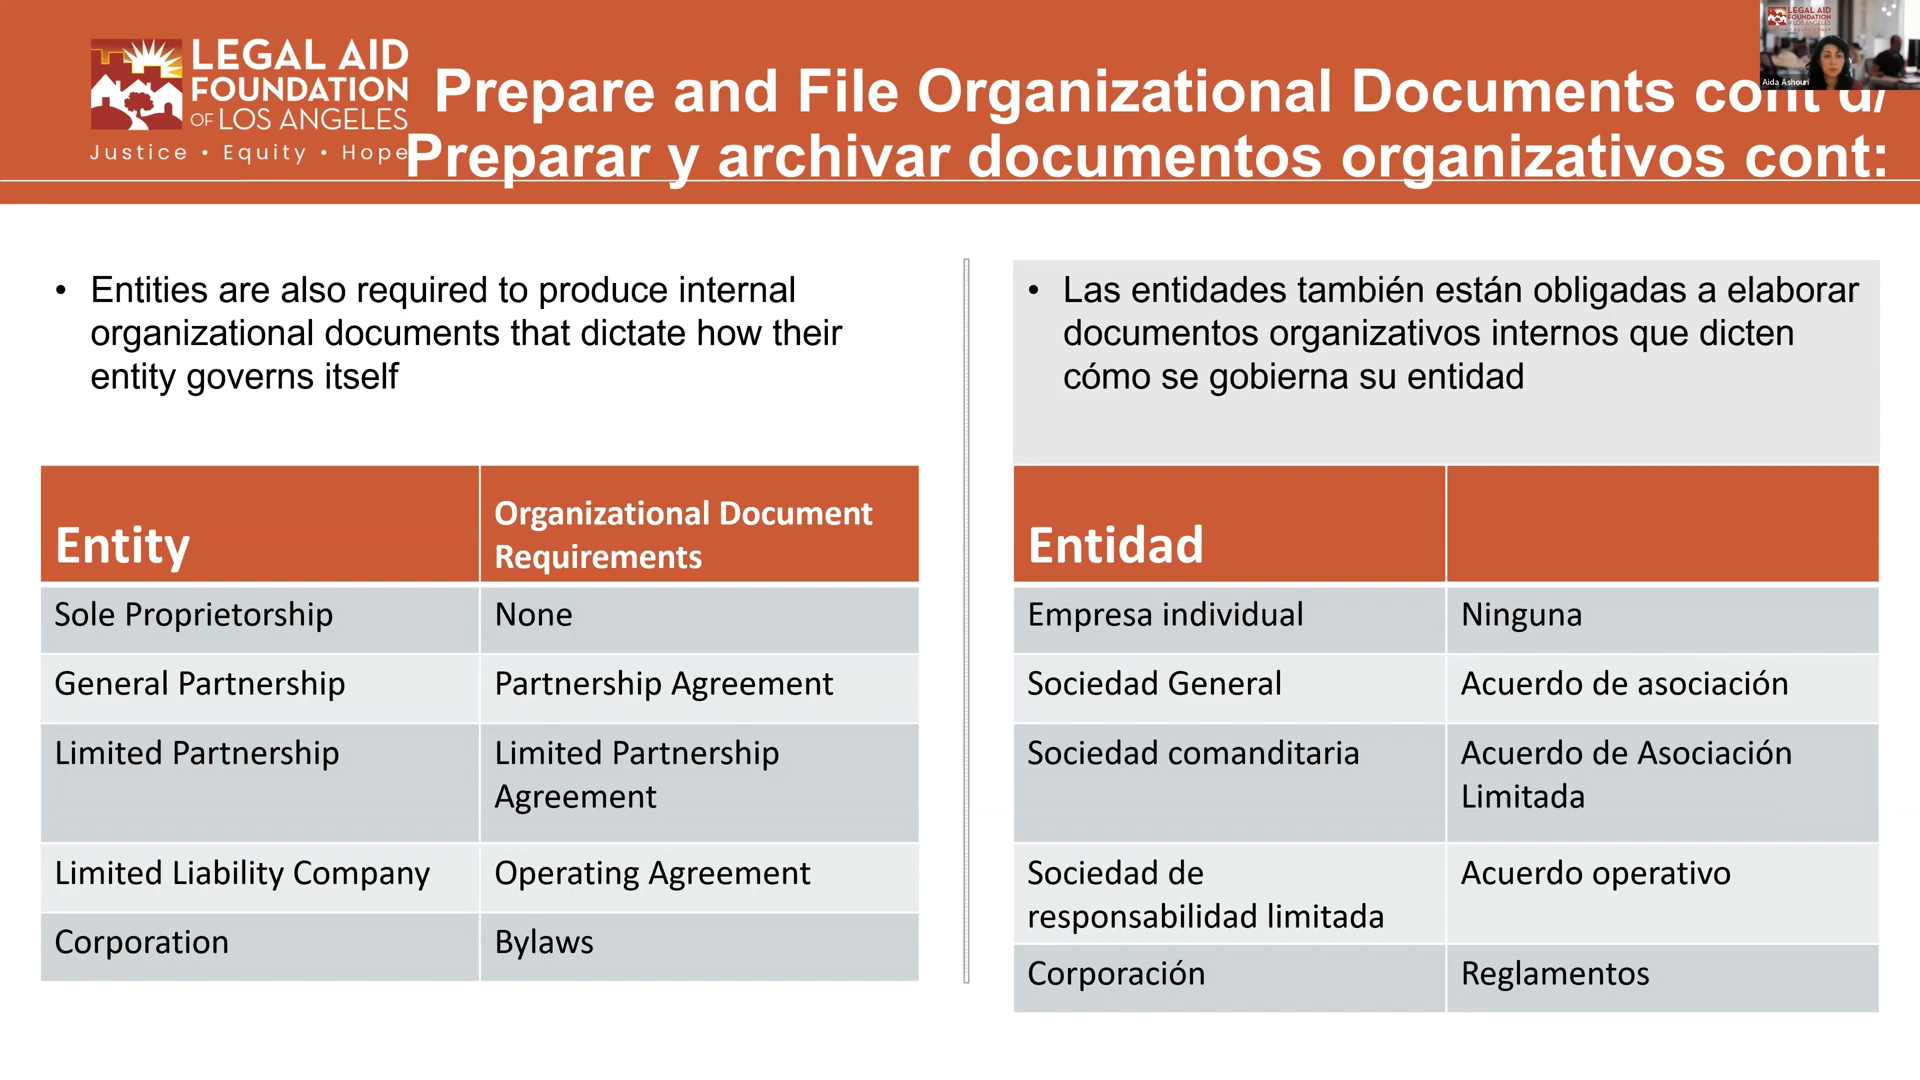 LEGAL AID
FOUNDATION
OF LOS ANGELES
Justice • Equity • Hope
Prepare and File Organizational Documents cont'd/
Preparar y archivar documentos organizativos cont:
LEGAL AID
FOUNDATION
Aida Ashouri
• Entities are also required to produce internal
organizational documents that dictate how their
entity governs itself
Entity
Organizational Document
Requirements
Sole Proprietorship
None
General Partnership
Partnership Agreement
Limited Partnership
Limited Partnership
Agreement
Limited Liability Company
Operating Agreement
Corporation
Bylaws
• Las entidades también están obligadas a elaborar
documentos organizativos internos que dicten
cómo se gobierna su entidad
Entidad
Empresa individual
Ninguna
Sociedad General
Acuerdo de asociación
Sociedad comanditaria
Acuerdo de Asociación
Limitada
Sociedad de
responsabilidad limitada
Acuerdo operativo
Corporación
Reglamentos